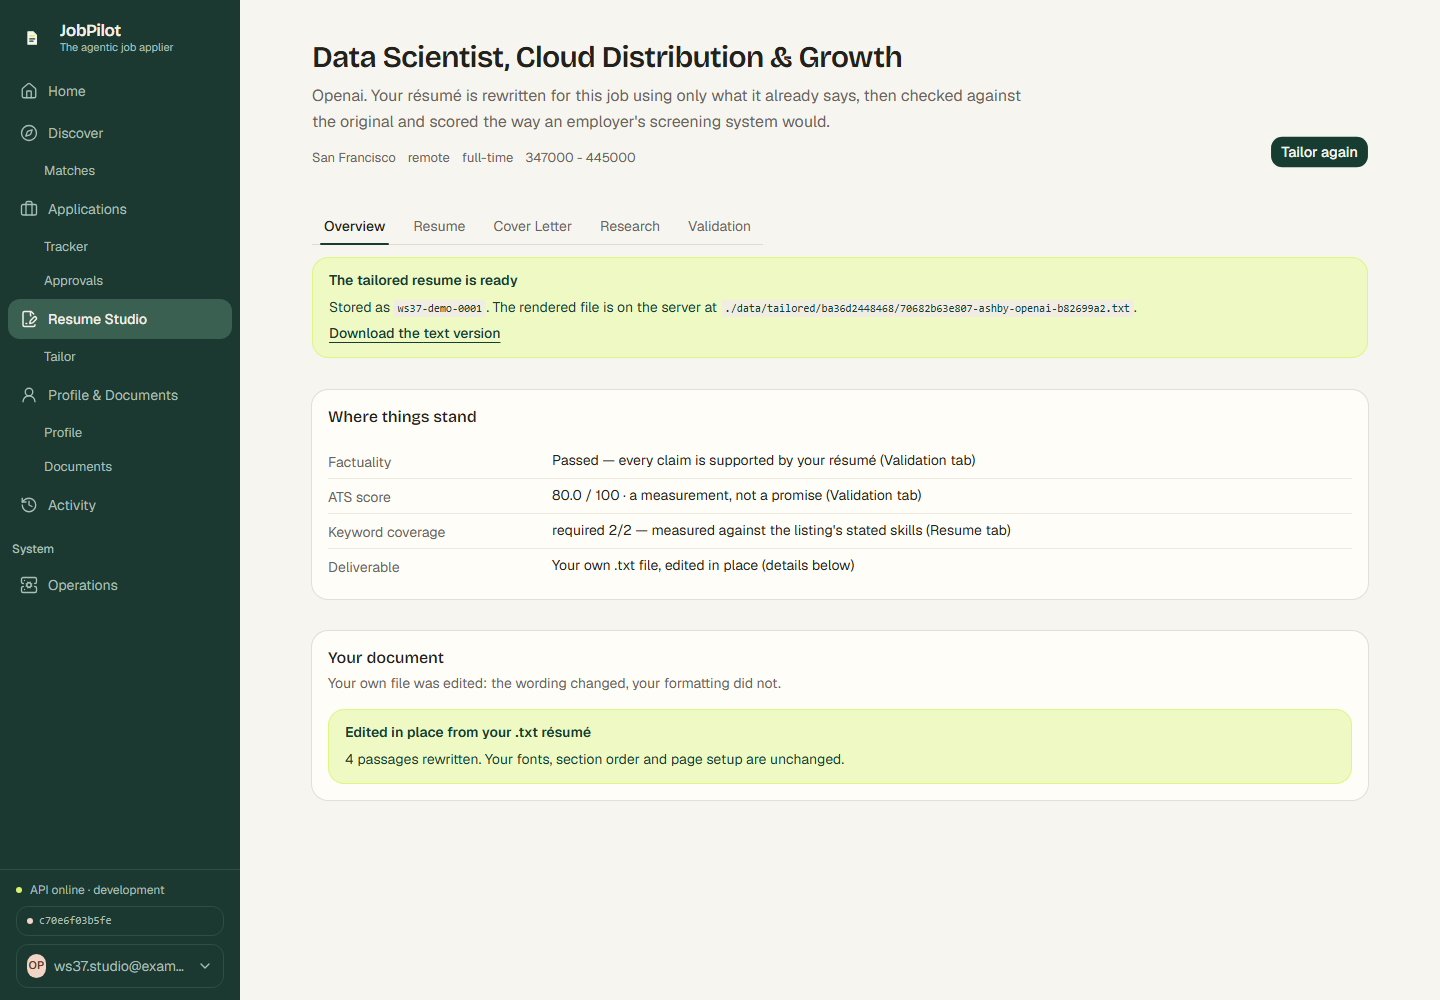 JobPilot
The agentic job applier
Home
Discover
Matches
Applications
Tracker
Approvals
Resume Studio
Tailor
Profile & Documents
Profile
Documents
Activity
System
Operations
API online · development
c70e6f03b5fe
OP ws37.studio@exam...
Data Scientist, Cloud Distribution & Growth
Openai. Your résumé is rewritten for this job using only what it already says, then checked against
the original and scored the way an employer's screening system would.
San Francisco remote full-time 347000 - 445000
Tailor again
Overview Resume Cover Letter Research Validation
The tailored resume is ready
Stored as ws37-demo-0001. The rendered file is on the server at ./data/tailored/ba36d2448468/70682b63e807-ashby-openai-b82699a2.txt.
Download the text version
Where things stand
Factuality Passed — every claim is supported by your résumé (Validation tab)
ATS score 80.0 / 100 · a measurement, not a promise (Validation tab)
Keyword coverage required 2/2 — measured against the listing's stated skills (Resume tab)
Deliverable Your own .txt file, edited in place (details below)
Your document
Your own file was edited: the wording changed, your formatting did not.
Edited in place from your .txt résumé
4 passages rewritten. Your fonts, section order and page setup are unchanged.